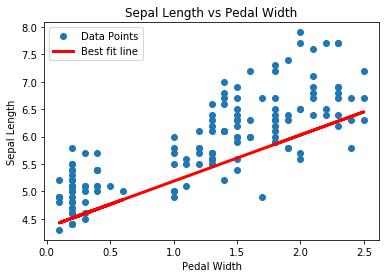 Sepal Length vs Pedal Width
Data Points
Best fit line
Sepal Length
8.0
7.5
7.0
6.5
6.0
5.5
5.0
4.5
0.0
0.5
1.0
1.5
2.0
2.5
Pedal Width